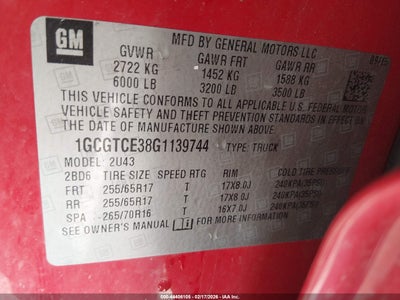 GM
MFD BY GENERAL MOTORS LLC
GVWR GAWR FRT GAWR RR
2722 KG 1452 KG 1588 KG
6000 LB 3200 LB 3500 LB
THIS VEHICLE CONFORMS TO ALL APPLICABLE U.S. FEDERAL MOTOR
VEHICLE SAFETY AND THEFT PREVENTION STANDARDS
IN EFFECT ON THE DATE OF MANUFACTURE SHOWN ABOVE.
1GCGTCE38G1139744 TYPE: TRUCK
MODEL: 2U43
2BD6 TIRE SIZE SPEED RTG RIM COLD TIRE PRESSURE
FRT 255/65R17 T 17X8.0J 240KPA(35PSI)
RR 255/65R17 T 17X8.0J 240KPA(35PSI)
SPA 265/70R16 T 16X7.0J 240KPA(35PSI)
SEE OWNER'S MANUAL FOR